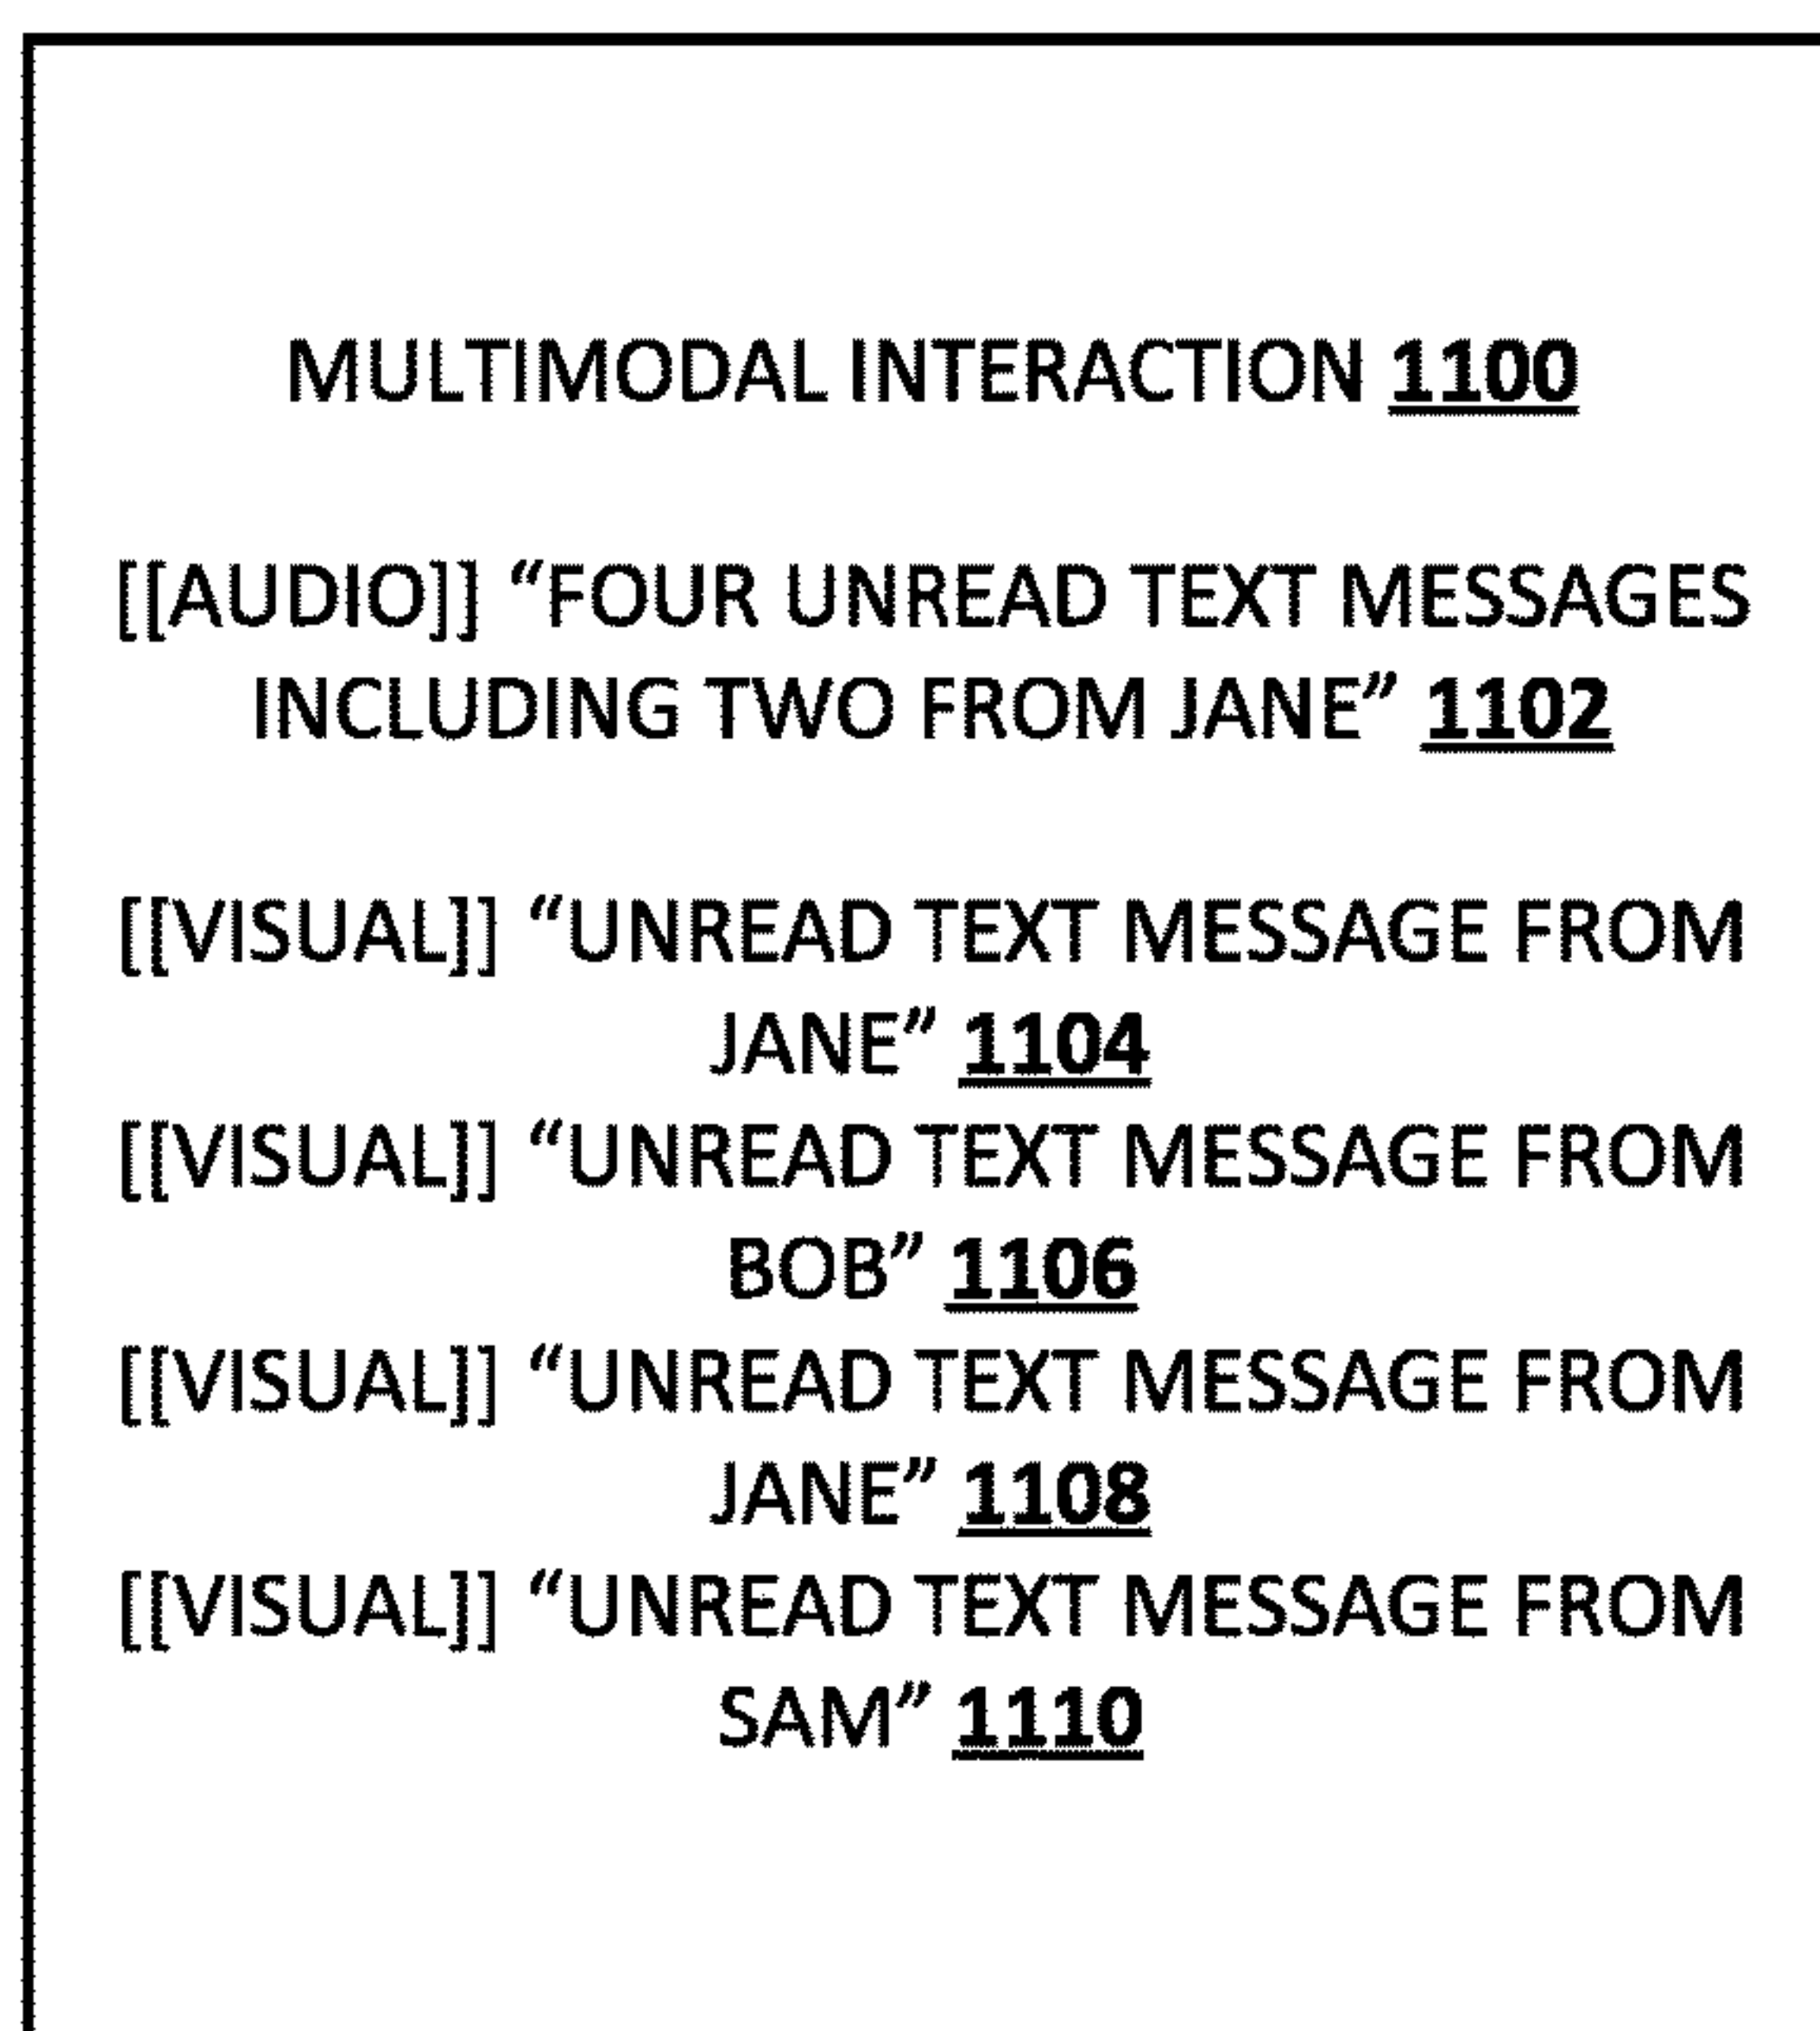 MULTIMODAL INTERACTION 1100
[[AUDIO]] “FOUR UNREAD TEXT MESSAGES
INCLUDING TWO FROM JANE” 1102
[[VISUAL]] “UNREAD TEXT MESSAGE FROM
JANE” 1104
[[VISUAL]] “UNREAD TEXT MESSAGE FROM
BOB” 1106
[[VISUAL]] “UNREAD TEXT MESSAGE FROM
JANE” 1108
[[VISUAL]] “UNREAD TEXT MESSAGE FROM
SAM” 1110